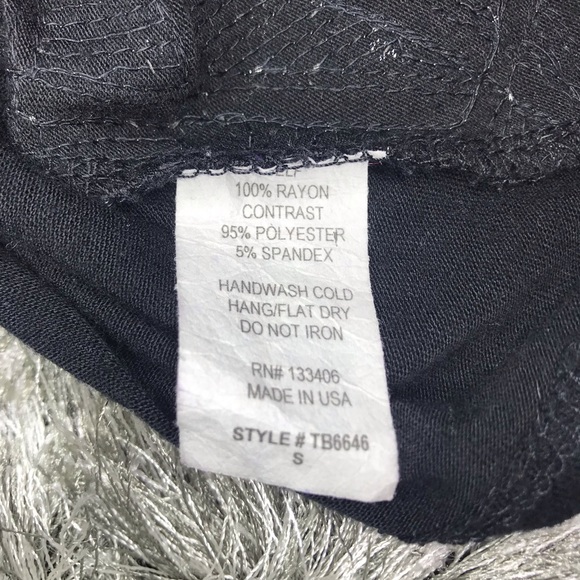 100% RAYON
CONTRAST
95% POLYESTER
5% SPANDEX
HANDWASH COLD
HANG/FLAT DRY
DO NOT IRON
RN# 133406
MADE IN USA
STYLE # TB6646
S